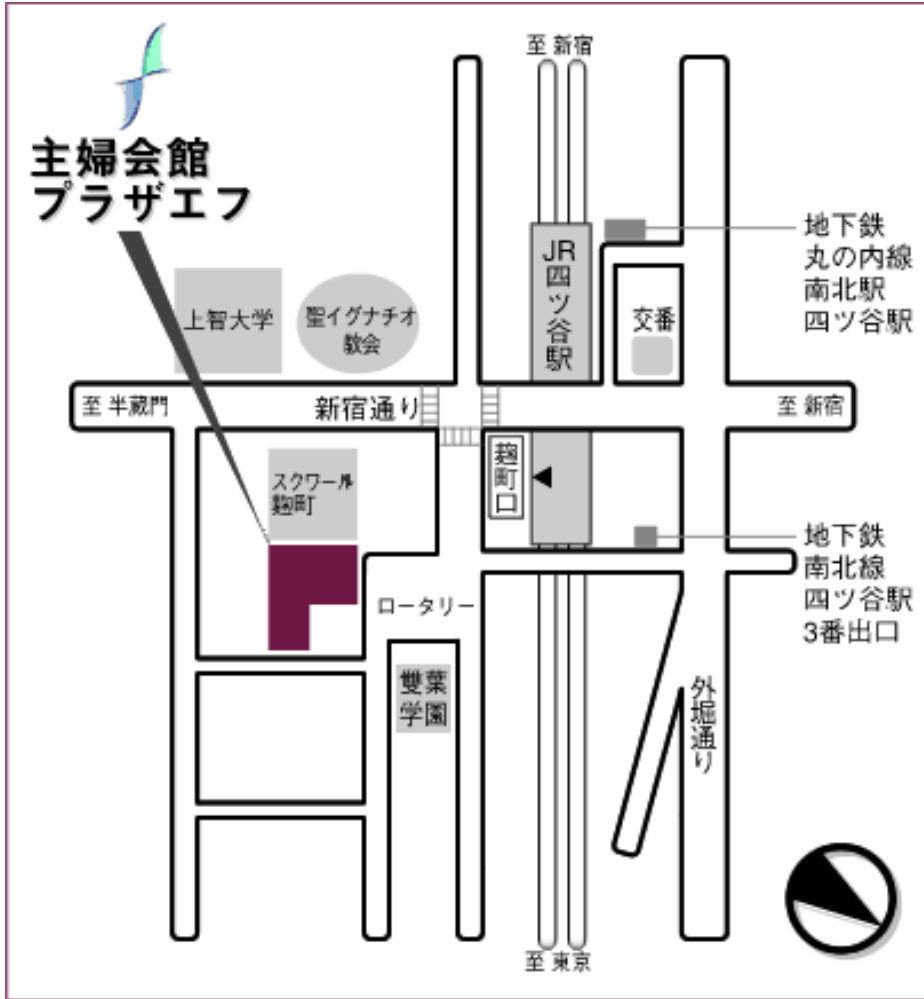 至 新宿
主婦会館
プラザエフ
地下鉄
丸の内線
南北駅
四ツ谷駅
JR四ツ谷駅
上智大学
聖イグナチオ
教会
交番
至 半蔵門
新宿通り
至 新宿
麹町口
スクワール
麹町
地下鉄
南北線
四ツ谷駅
3番出口
ロータリー
雙葉
学園
外堀通り
至 東京